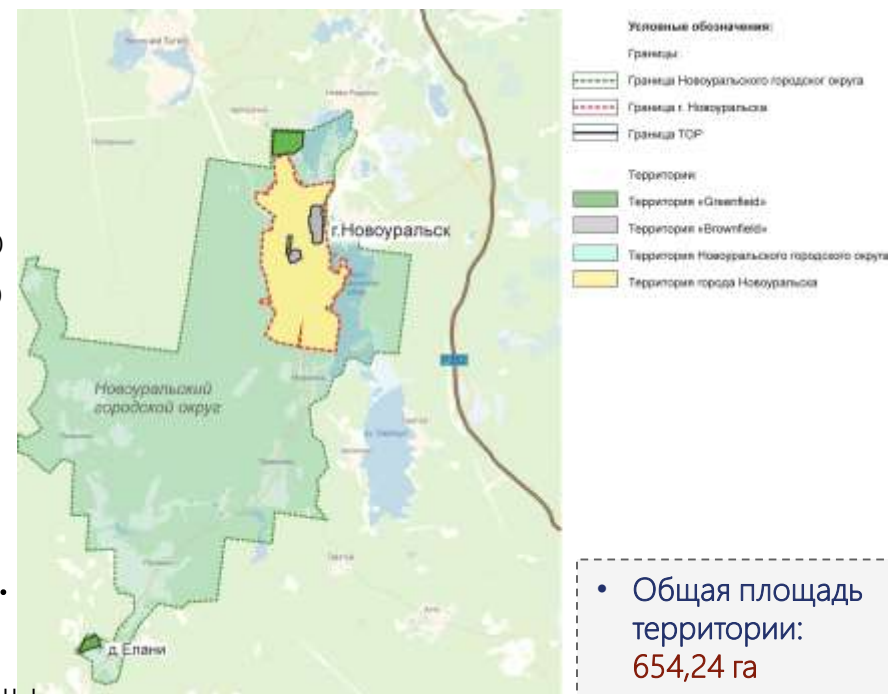 Условные обозначения:
Границы:
Граница Новоуральского городског округа
Граница г. Новоуральска
Граница ТОР
Территории:
Территория «Greenfield»
Территория «Brownfield»
Территория Новоуральского городского округа
Территория города Новоуральска
г.Новоуральск
Новоуральский
городской округ
д.Елани
• Общая площадь
территории:
654,24 га